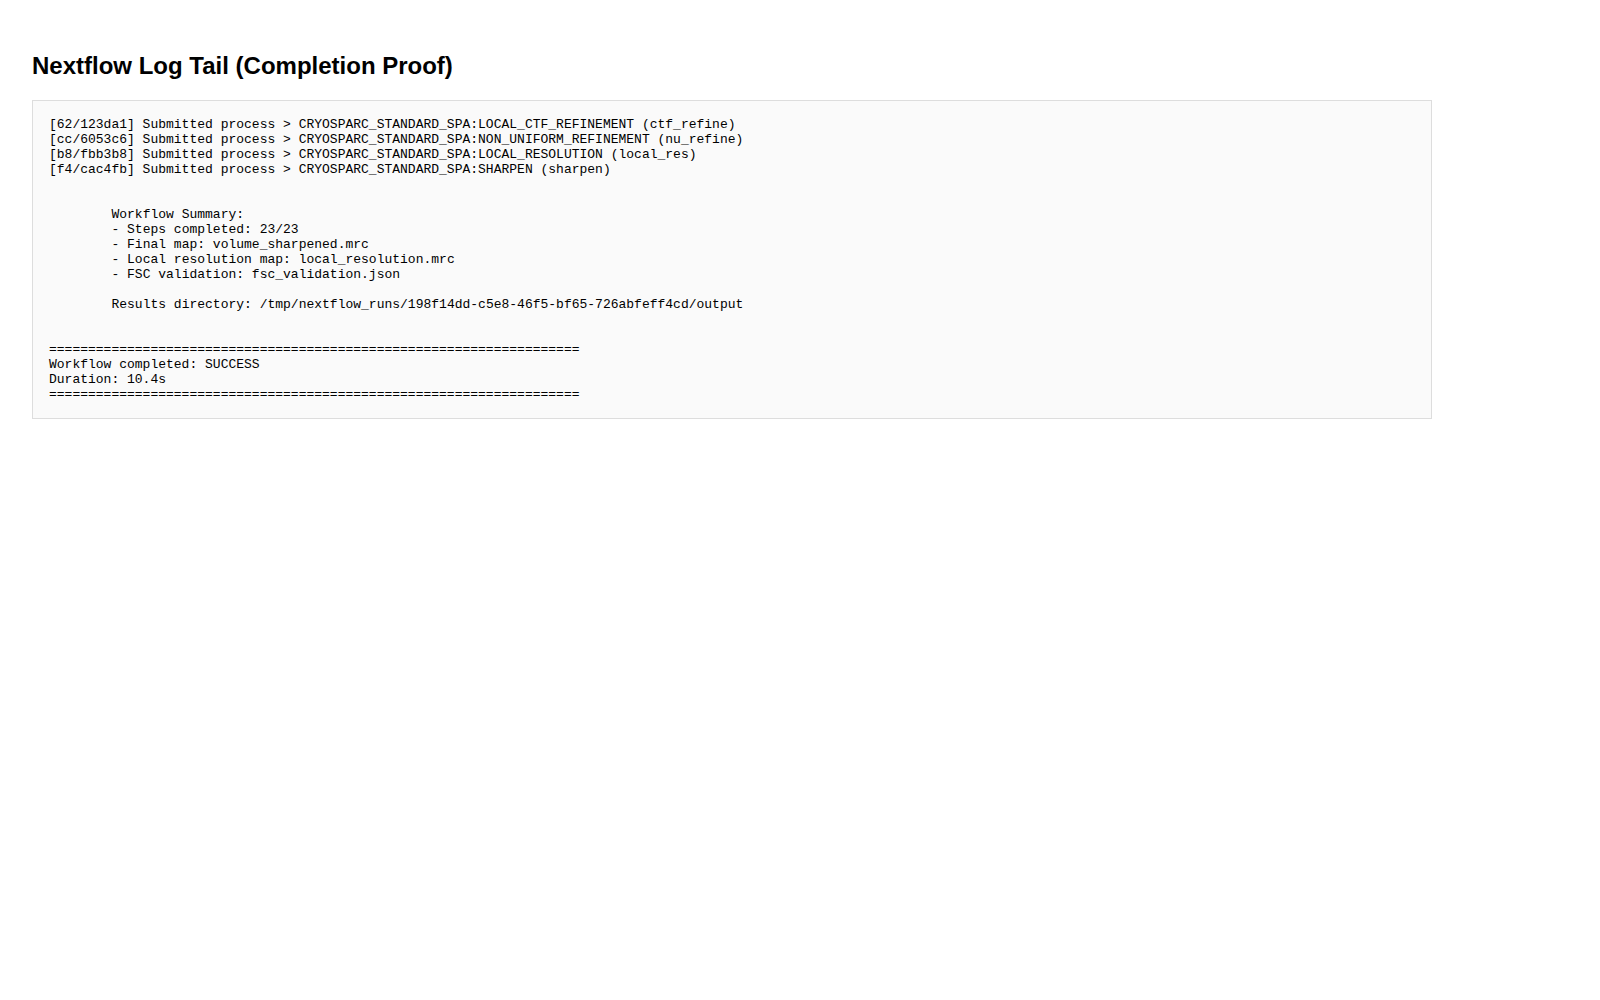 Nextflow Log Tail (Completion Proof)
[62/123da1] Submitted process > CRYOSPARC_STANDARD_SPA:LOCAL_CTF_REFINEMENT (ctf_refine)
[cc/6053c6] Submitted process > CRYOSPARC_STANDARD_SPA:NON_UNIFORM_REFINEMENT (nu_refine)
[b8/fbb3b8] Submitted process > CRYOSPARC_STANDARD_SPA:LOCAL_RESOLUTION (local_res)
[f4/cac4fb] Submitted process > CRYOSPARC_STANDARD_SPA:SHARPEN (sharpen)
Workflow Summary:
- Steps completed: 23/23
- Final map: volume_sharpened.mrc
- Local resolution map: local_resolution.mrc
- FSC validation: fsc_validation.json
Results directory: /tmp/nextflow_runs/198f14dd-c5e8-46f5-bf65-726abfeff4cd/output
====================================================================
Workflow completed: SUCCESS
Duration: 10.4s
====================================================================